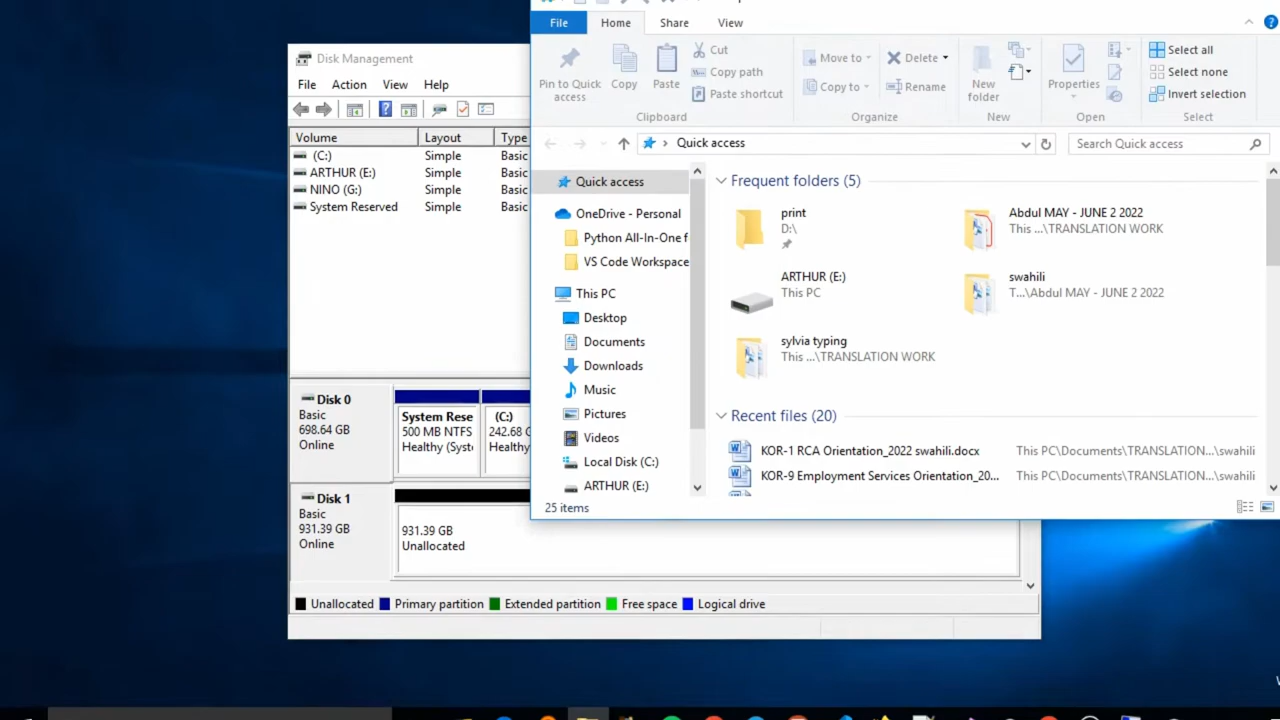 Disk Management
File Action View Help
Volume Layout Type
(C:) Simple Basic
ARTHUR (E:) Simple Basic
NINO (G:) Simple Basic
System Reserved Simple Basic
Disk 0
Basic
698.64 GB
Online
System Rese
500 MB NTFS
Healthy (Syst
(C:)
242.68 G
Healthy
Disk 1
Basic
931.39 GB
Online
931.39 GB
Unallocated
Unallocated Primary partition Extended partition Free space Logical drive
File Home Share View
Pin to Quick access
Copy
Paste
Cut
Copy path
Paste shortcut
Clipboard
Move to
Copy to
Delete
Rename
Organize
New folder
New
Properties
Open
Select all
Select none
Invert selection
Select
Quick access
Search Quick access
Quick access
OneDrive - Personal
Python All-In-One f
VS Code Workspace
This PC
Desktop
Documents
Downloads
Music
Pictures
Videos
Local Disk (C:)
ARTHUR (E:)
Frequent folders (5)
print
D:\
Abdul MAY - JUNE 2 2022
This ...\TRANSLATION WORK
ARTHUR (E:)
This PC
swahili
T...\Abdul MAY - JUNE 2 2022
sylvia typing
This ...\TRANSLATION WORK
Recent files (20)
KOR-1 RCA Orientation_2022 swahili.docx This PC\Documents\TRANSLATION...\swahili
KOR-9 Employment Services Orientation_20... This PC\Documents\TRANSLATION...\swahili
25 items